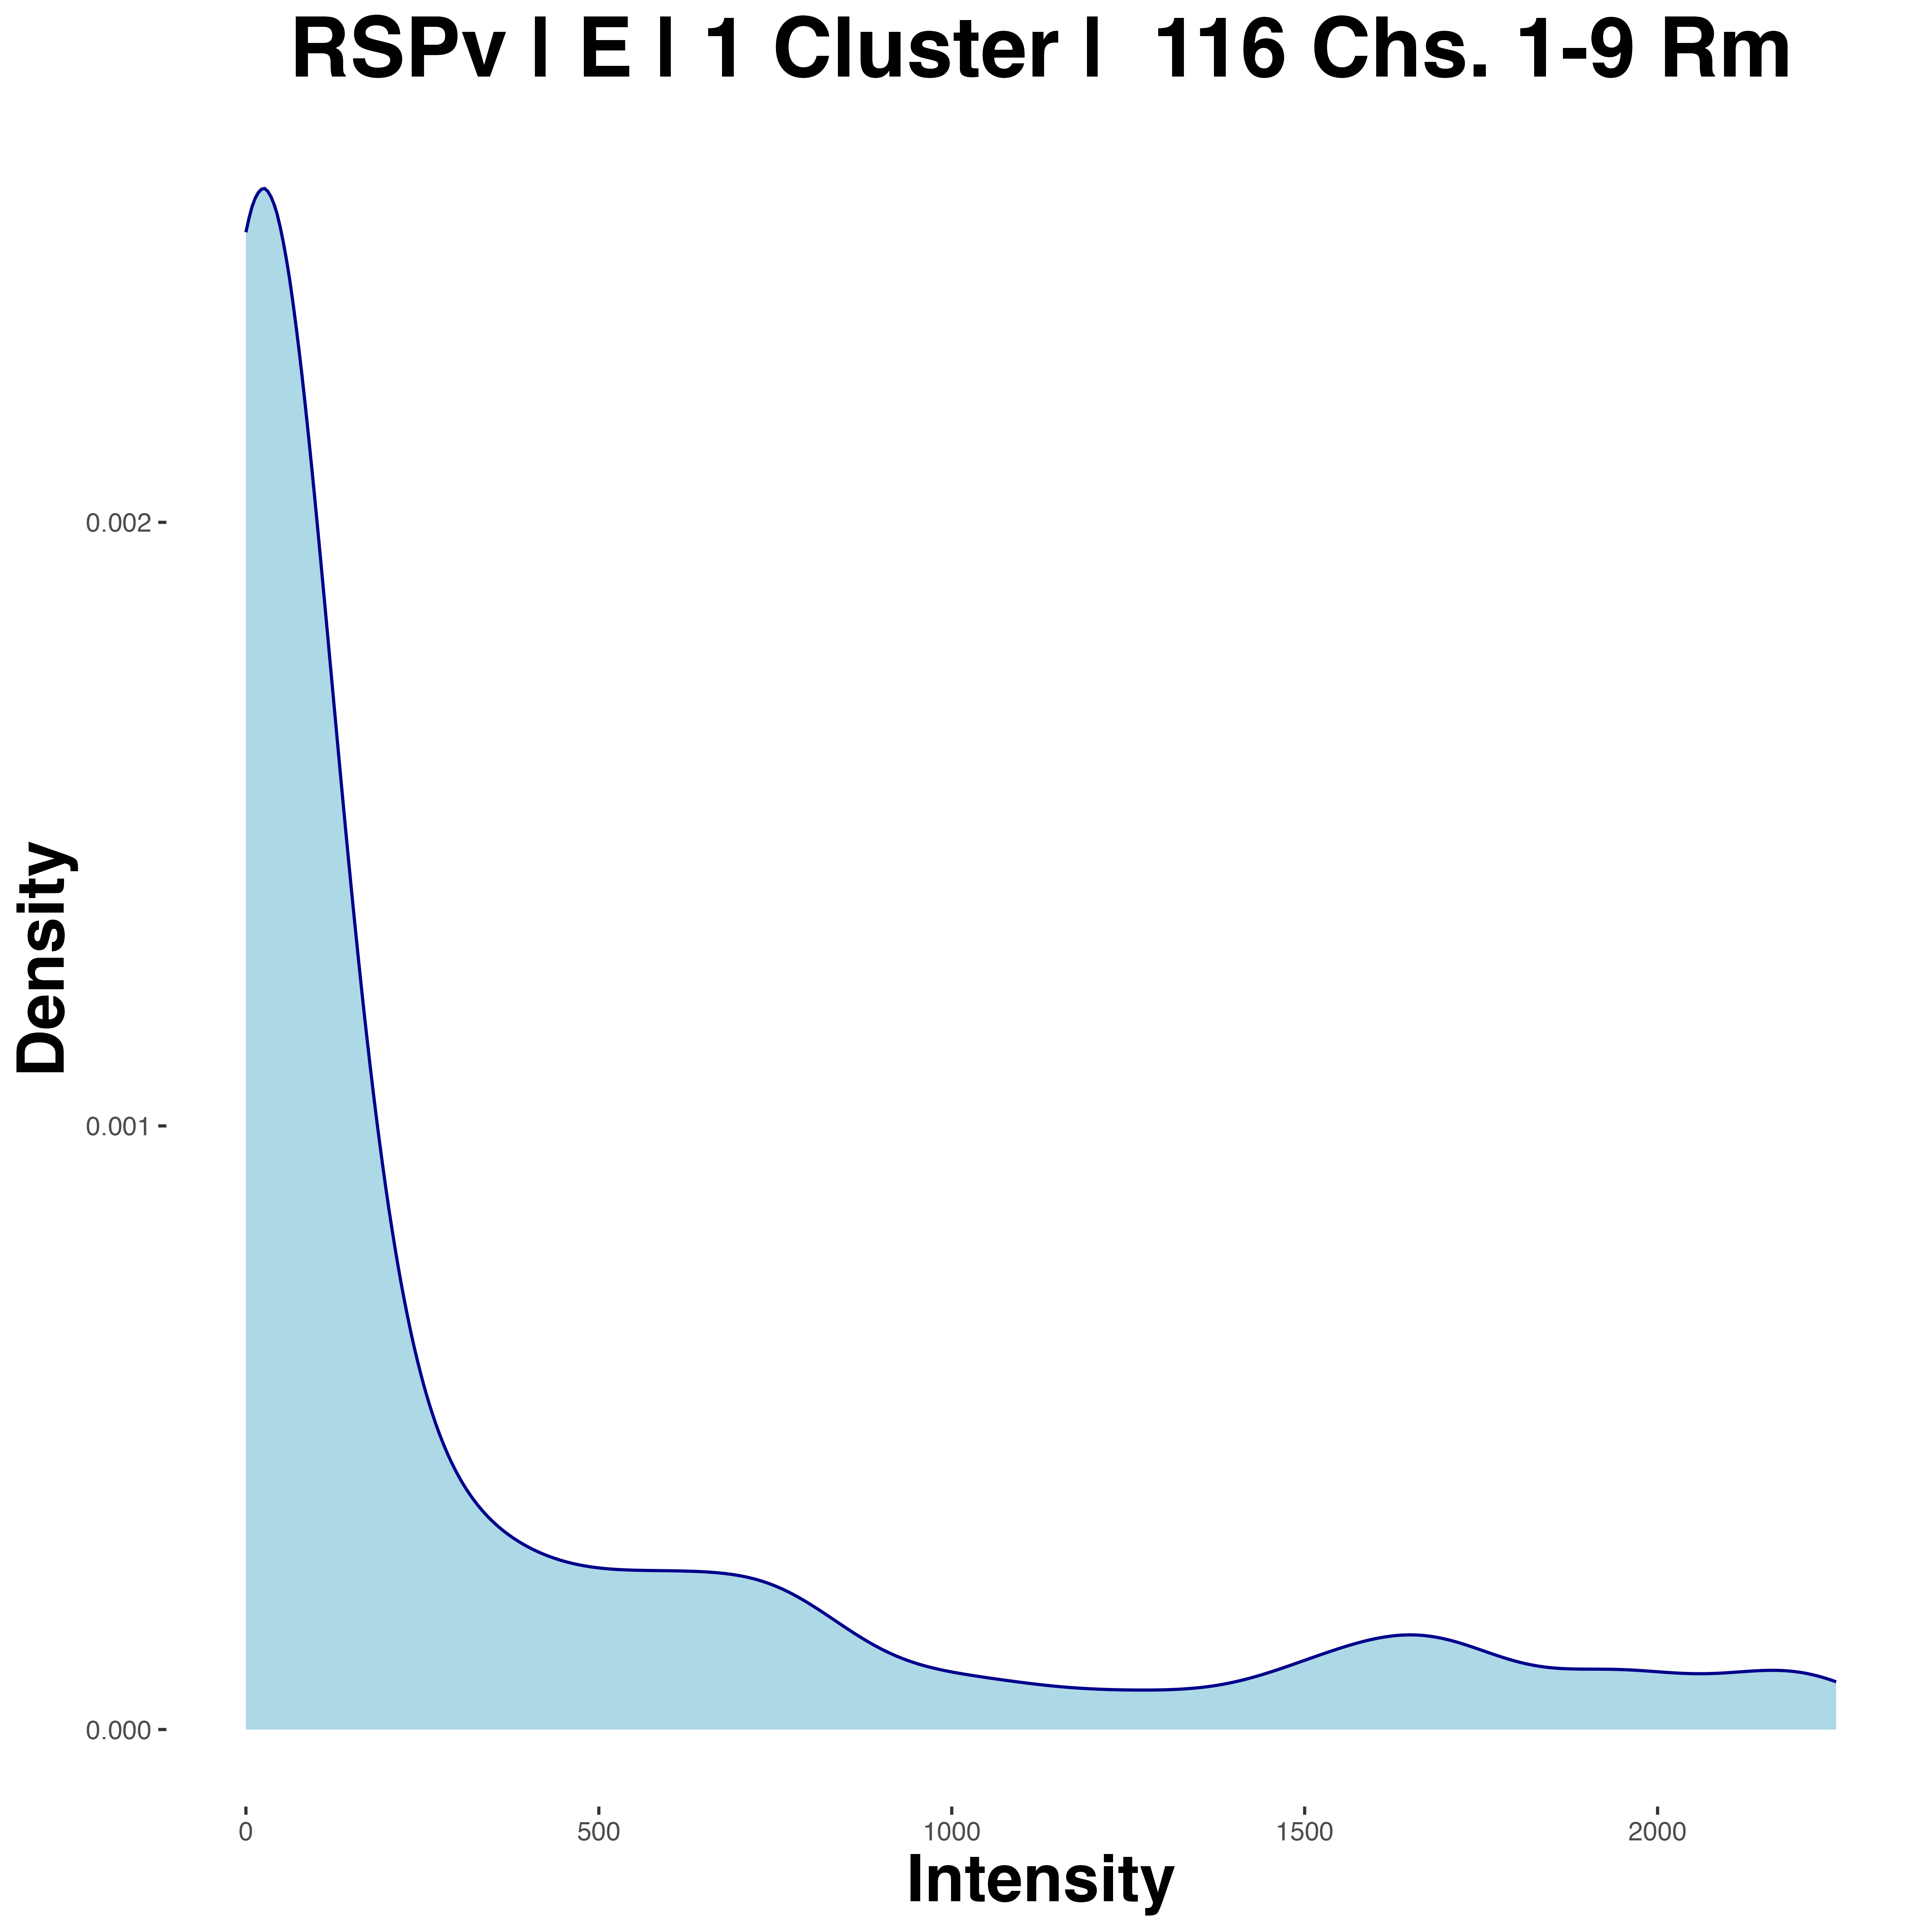 RSPv | E | 1 Cluster |  116 Chs. 1-9 Rm
Density
0.002
0.001
0.000
0 500 1000 1500 2000
Intensity